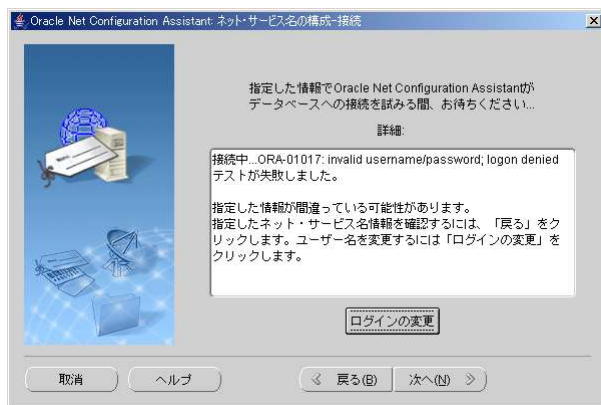 Oracle Net Configuration Assistant: ネット・サービス名の構成-接続
指定した情報でOracle Net Configuration Assistantが
データベースへの接続を試みる間、お待ちください...
詳細:
接続中...ORA-01017: invalid username/password; logon denied
テストが失敗しました。
指定した情報が間違っている可能性があります。
指定したネット・サービス名情報を確認するには、「戻る」をク
リックします。ユーザー名を変更するには「ログインの変更」を
クリックします。
ログインの変更
取消
ヘルプ
戻る(B)
次へ(N)